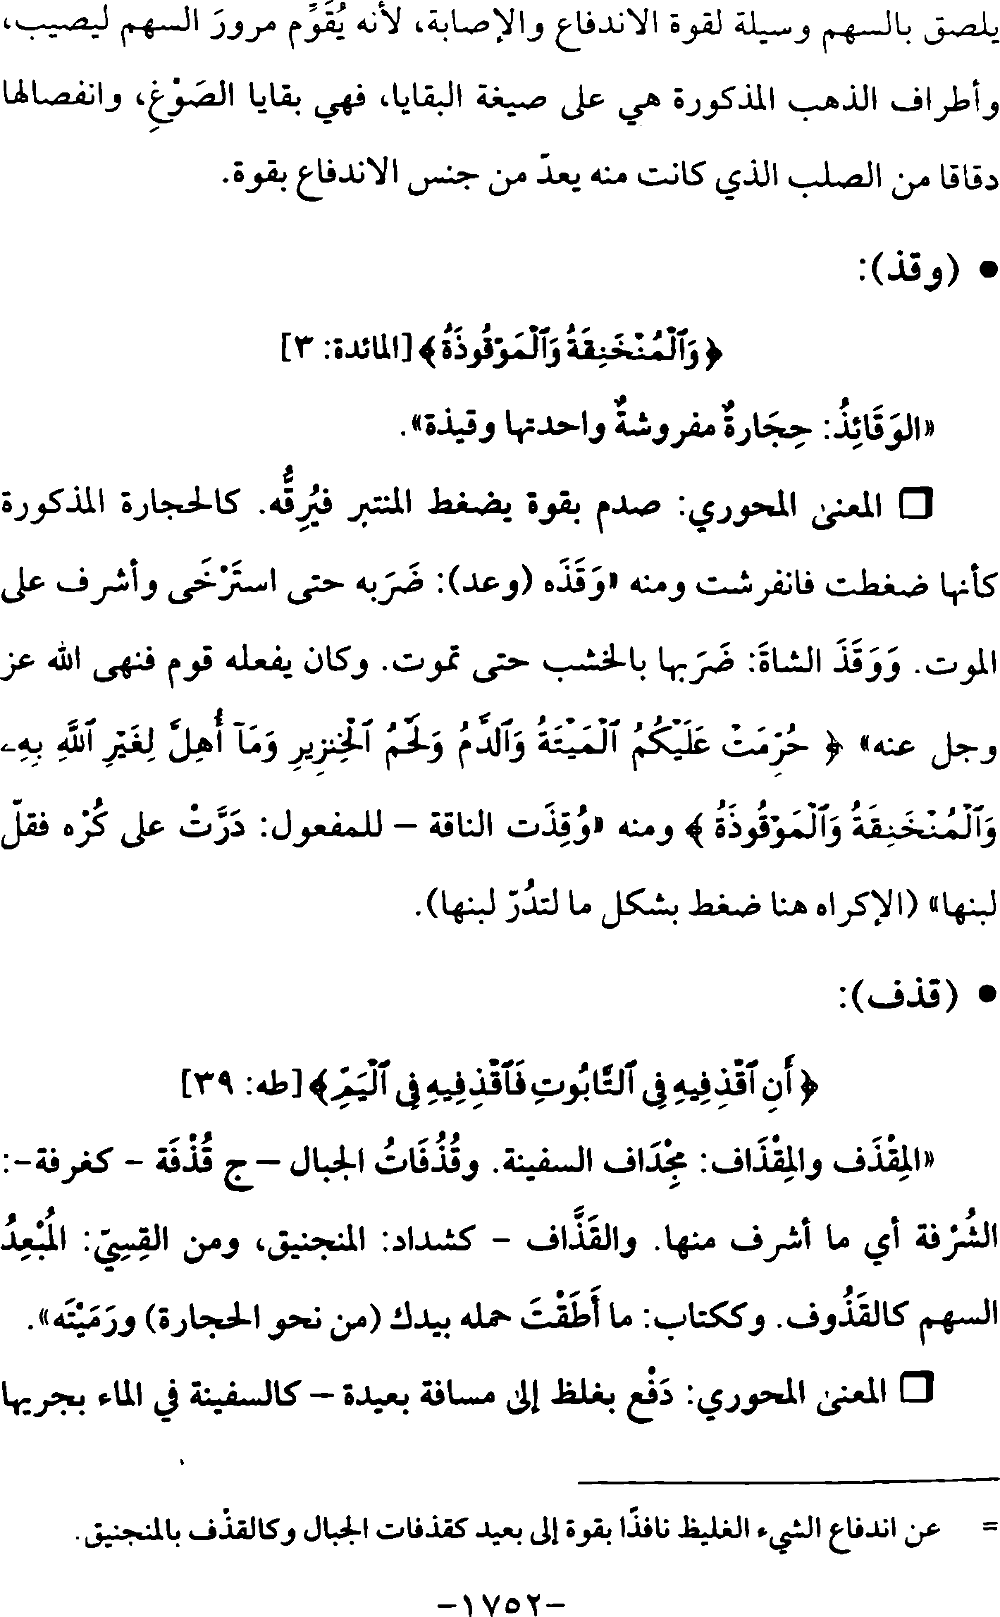 يلصق بالسهم وسيلة لقوة الاندفاع والإصابة، لأنه يُقَوِّم مرورَ السهم ليصيب،
وأطراف الذهب المذكورة هي على صيغة البقايا، فهي بقايا الصَوْغِ، وانفصالها
دقاقا من الصلب الذي كانت منه يعدّ من جنس الاندفاع بقوة.
• (وقذ):
﴿وَٱلْمُنْخَنِقَةُ وَٱلْمَوْقُوذَةُ﴾ [المائدة: ٣]
«الوَقَائِذُ: حِجَارةٌ مفروشةٌ واحدتها وقيذة».
□ المعنى المحوري: صدم بقوة يضغط المنتبر فيُرِقُّه. كالحجارة المذكورة
كأنها ضغطت فانفرشت ومنه «وَقَذَه (وعد): ضَرَبه حتى استَرْخَى وأشرف على
الموت. وَوَقَذَ الشاةَ: ضَرَبها بالخشب حتى تموت. وكان يفعله قوم فنهى الله عز
وجل عنه» ﴿ حُرِّمَتْ عَلَيْكُمُ ٱلْمَيْتَةُ وَٱلدَّمُ وَلَحْمُ ٱلْخِنزِيرِ وَمَآ أُهِلَّ لِغَيْرِ ٱللَّهِ بِهِۦ
وَٱلْمُنْخَنِقَةُ وَٱلْمَوْقُوذَةُ ﴾ ومنه «وُقِذَت الناقة – للمفعول: دَرَّتْ على كُرْه فقلّ
لبنها» (الإكراه هنا ضغط بشكل ما لتدُرّ لبنها).
• (قذف):
﴿أَنِ ٱقْذِفِيهِ فِى ٱلتَّابُوتِ فَٱقْذِفِيهِ فِى ٱلْيَمِّ﴾ [طه: ٣٩]
«المِقْذَف والمِقْذَاف: مِجْدَاف السفينة. وقُذُفَاتُ الجبال – ج قُذْفَة - كغرفة-:
الشُرْفة أي ما أشرف منها. والقَذَّاف - كشداد: المنجنيق، ومن القِسِيّ: المُبْعِدُ
السهم كالقَذُوف. وككتاب: ما أَطَقْتَ حمله بيدك (من نحو الحجارة) ورَمَيْتَه».
□ المعنى المحوري: دَفْع بغلظ إلى مسافة بعيدة – كالسفينة في الماء بجريها
= عن اندفاع الشيء الغليظ نافذًا بقوة إلى بعيد كقذفات الجبال وكالقذْف بالمنجنيق.
-١٧٥٢-